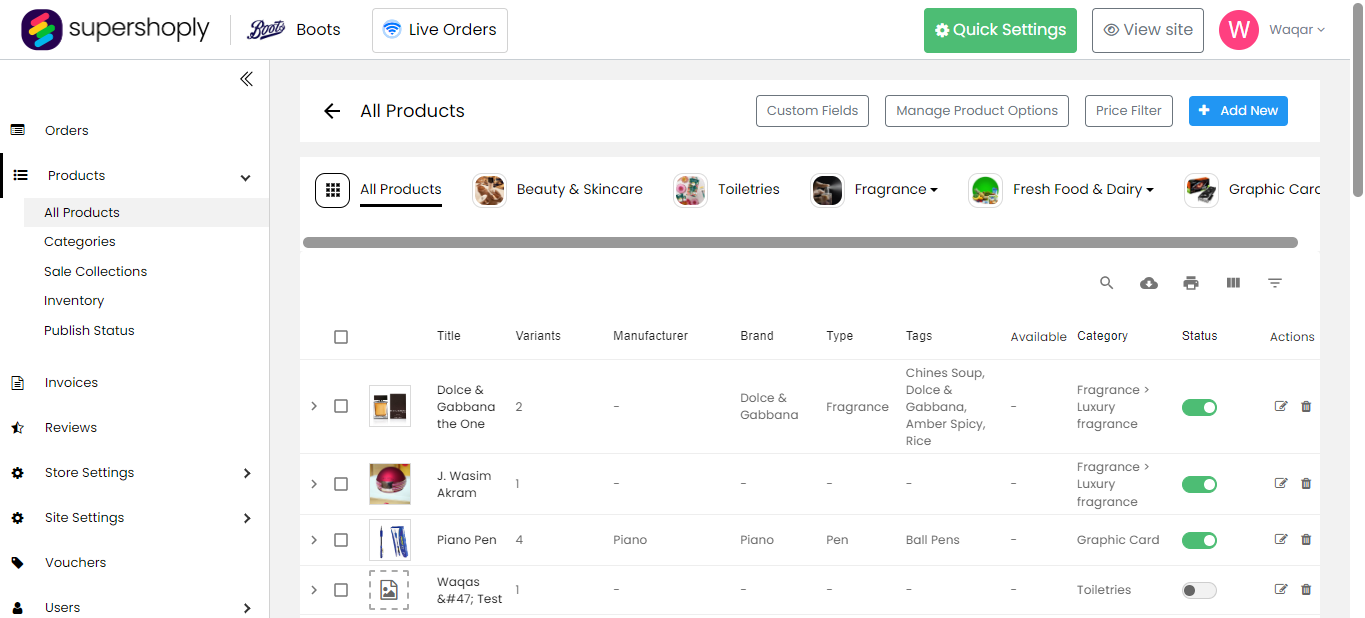 supershoply
Boots Boots
Live Orders
Quick Settings
View site
W Waqar
Orders
Products
All Products
Categories
Sale Collections
Inventory
Publish Status
Invoices
Reviews
Store Settings
Site Settings
Vouchers
Users
All Products
Custom Fields
Manage Product Options
Price Filter
Add New
All Products
Beauty & Skincare
Toiletries
Fragrance
Fresh Food & Dairy
Graphic Card
Title Variants Manufacturer Brand Type Tags Available Category Status Actions
Dolce &
Gabbana
the One
2
-
Dolce &
Gabbana
Fragrance
Chines Soup,
Dolce &
Gabbana,
Amber Spicy,
Rice
-
Fragrance >
Luxury
fragrance
J. Wasim
Akram
1
-
-
-
-
-
Fragrance >
Luxury
fragrance
Piano Pen 4 Piano Piano Pen Ball Pens - Graphic Card
Waqas
&#47; Test
1
-
-
-
-
-
Toiletries